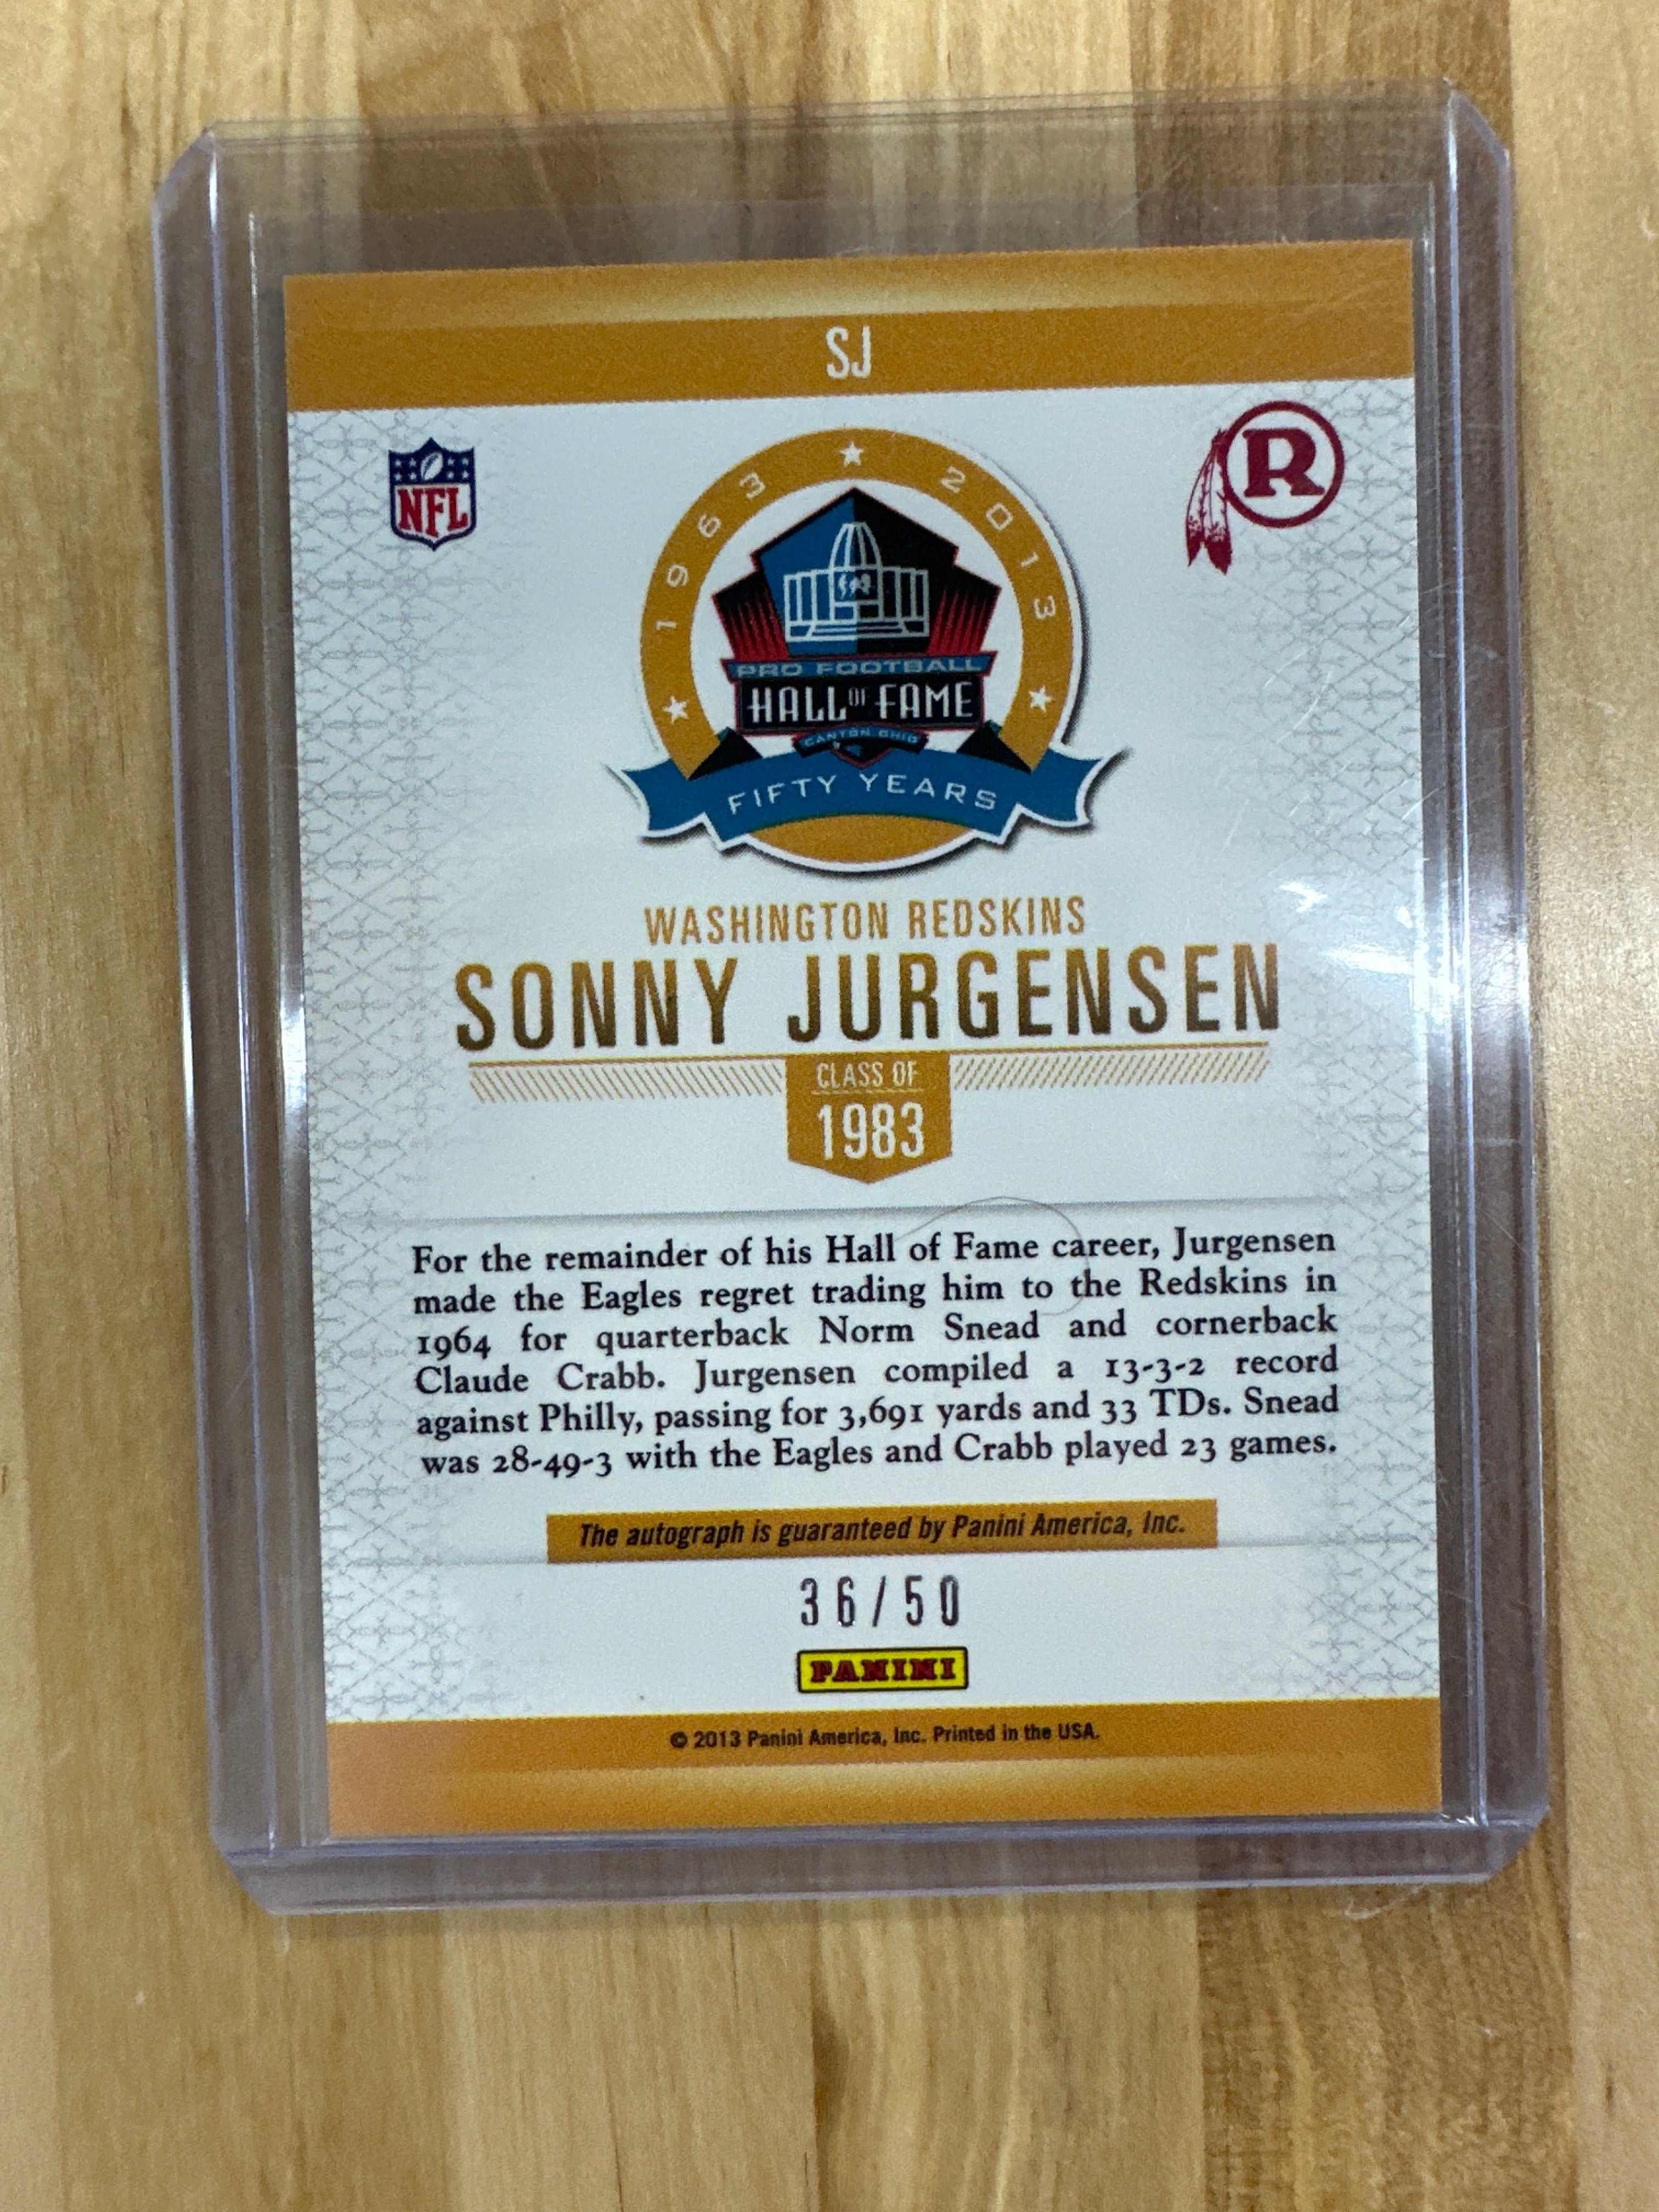 SJ
NFL
R
1963 ★ 2013
PRO FOOTBALL
HALL OF FAME
CANTON OHIO
FIFTY YEARS
WASHINGTON REDSKINS
SONNY JURGENSEN
CLASS OF
1983
For the remainder of his Hall of Fame career, Jurgensen
made the Eagles regret trading him to the Redskins in
1964 for quarterback Norm Snead and cornerback
Claude Crabb. Jurgensen compiled a 13-3-2 record
against Philly, passing for 3,691 yards and 33 TDs. Snead
was 28-49-3 with the Eagles and Crabb played 23 games.
The autograph is guaranteed by Panini America, Inc.
36/50
PANINI
© 2013 Panini America, Inc. Printed in the USA.